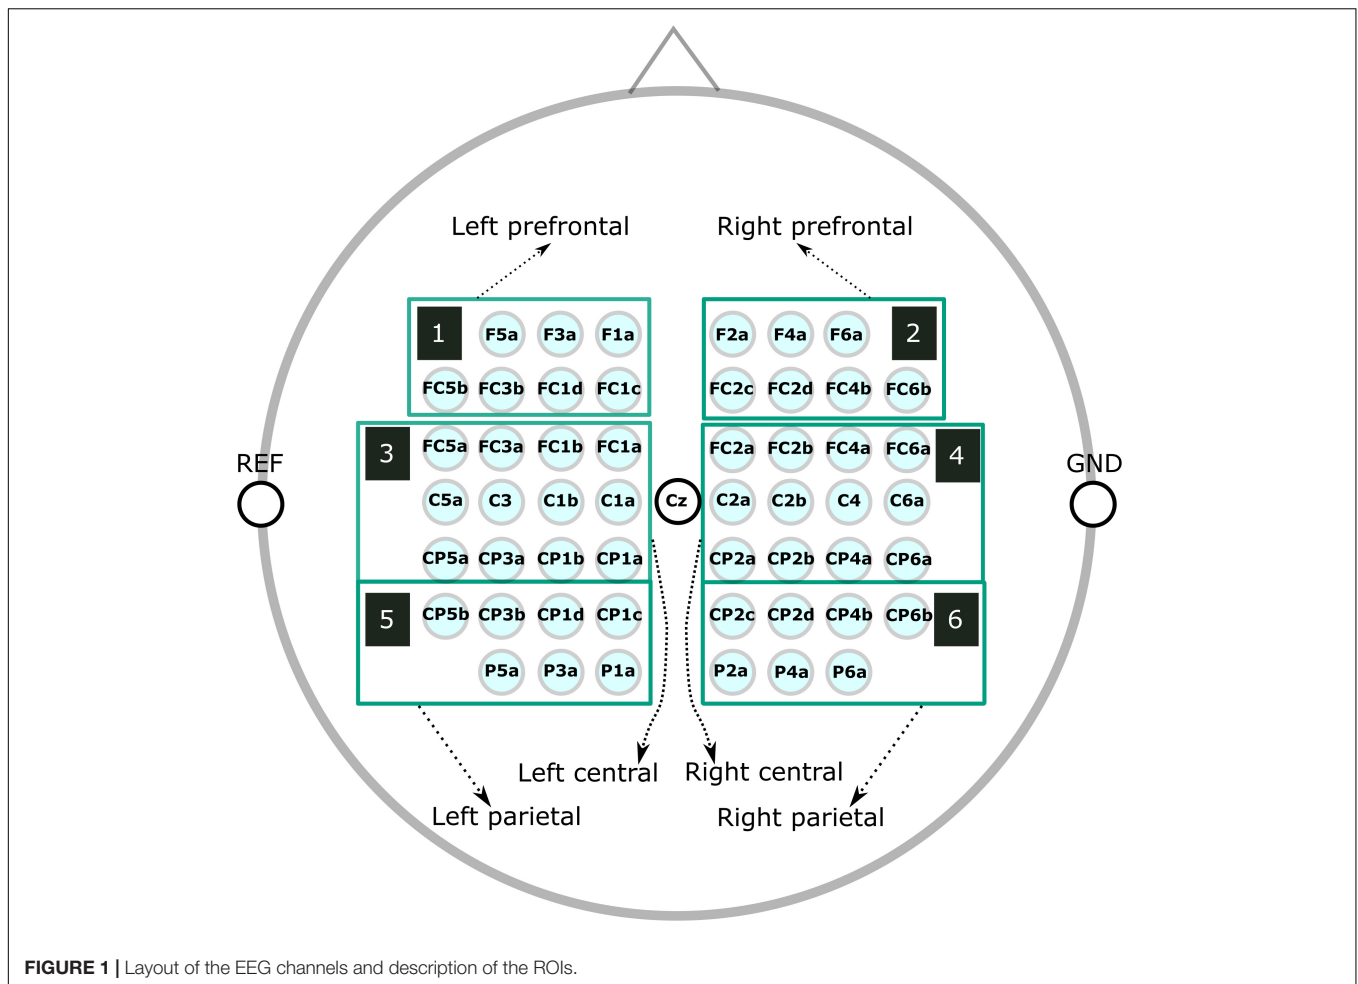 Left prefrontal Right prefrontal
1 F5a F3a F1a F2a F4a F6a 2
FC5b FC3b FC1d FC1c FC2c FC2d FC4b FC6b
3 FC5a FC3a FC1b FC1a FC2a FC2b FC4a FC6a 4
REF GND
C5a C3 C1b C1a Cz C2a C2b C4 C6a
CP5a CP3a CP1b CP1a CP2a CP2b CP4a CP6a
5 CP5b CP3b CP1d CP1c CP2c CP2d CP4b CP6b 6
P5a P3a P1a P2a P4a P6a
Left central Right central
Left parietal Right parietal
FIGURE 1 | Layout of the EEG channels and description of the ROIs.